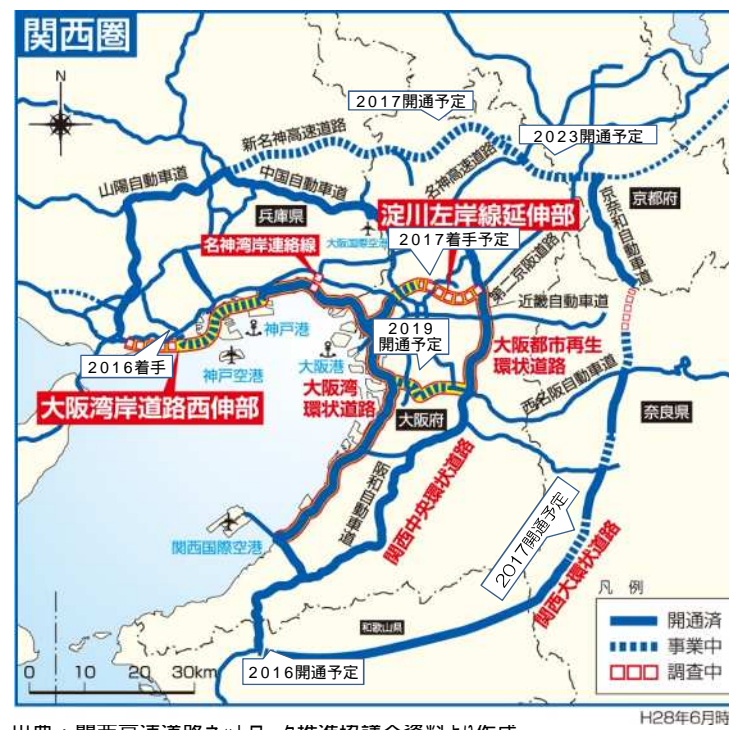 関西圏
N
2017開通予定
2023開通予定
新名神高速道路
名神高速道路
山陽自動車道
中国自動車道
京都府
兵庫県
淀川左岸線延伸部
京奈和自動車道
大阪国際空港
2017着手予定
名神湾岸連絡線
第二京阪道路
近畿自動車道
神戸港
2019
開通予定
大阪都市再生
環状道路
2016着手
神戸空港
大阪港
大阪湾岸道路西伸部
大阪湾
環状道路
西名阪自動車道
大阪府
奈良県
阪和自動車道
関西中央環状道路
関西国際空港
2017開通予定
関西大環状道路
凡 例
開通済
事業中
調査中
和歌山県
2016開通予定
0 10 20 30km
H28年6月時